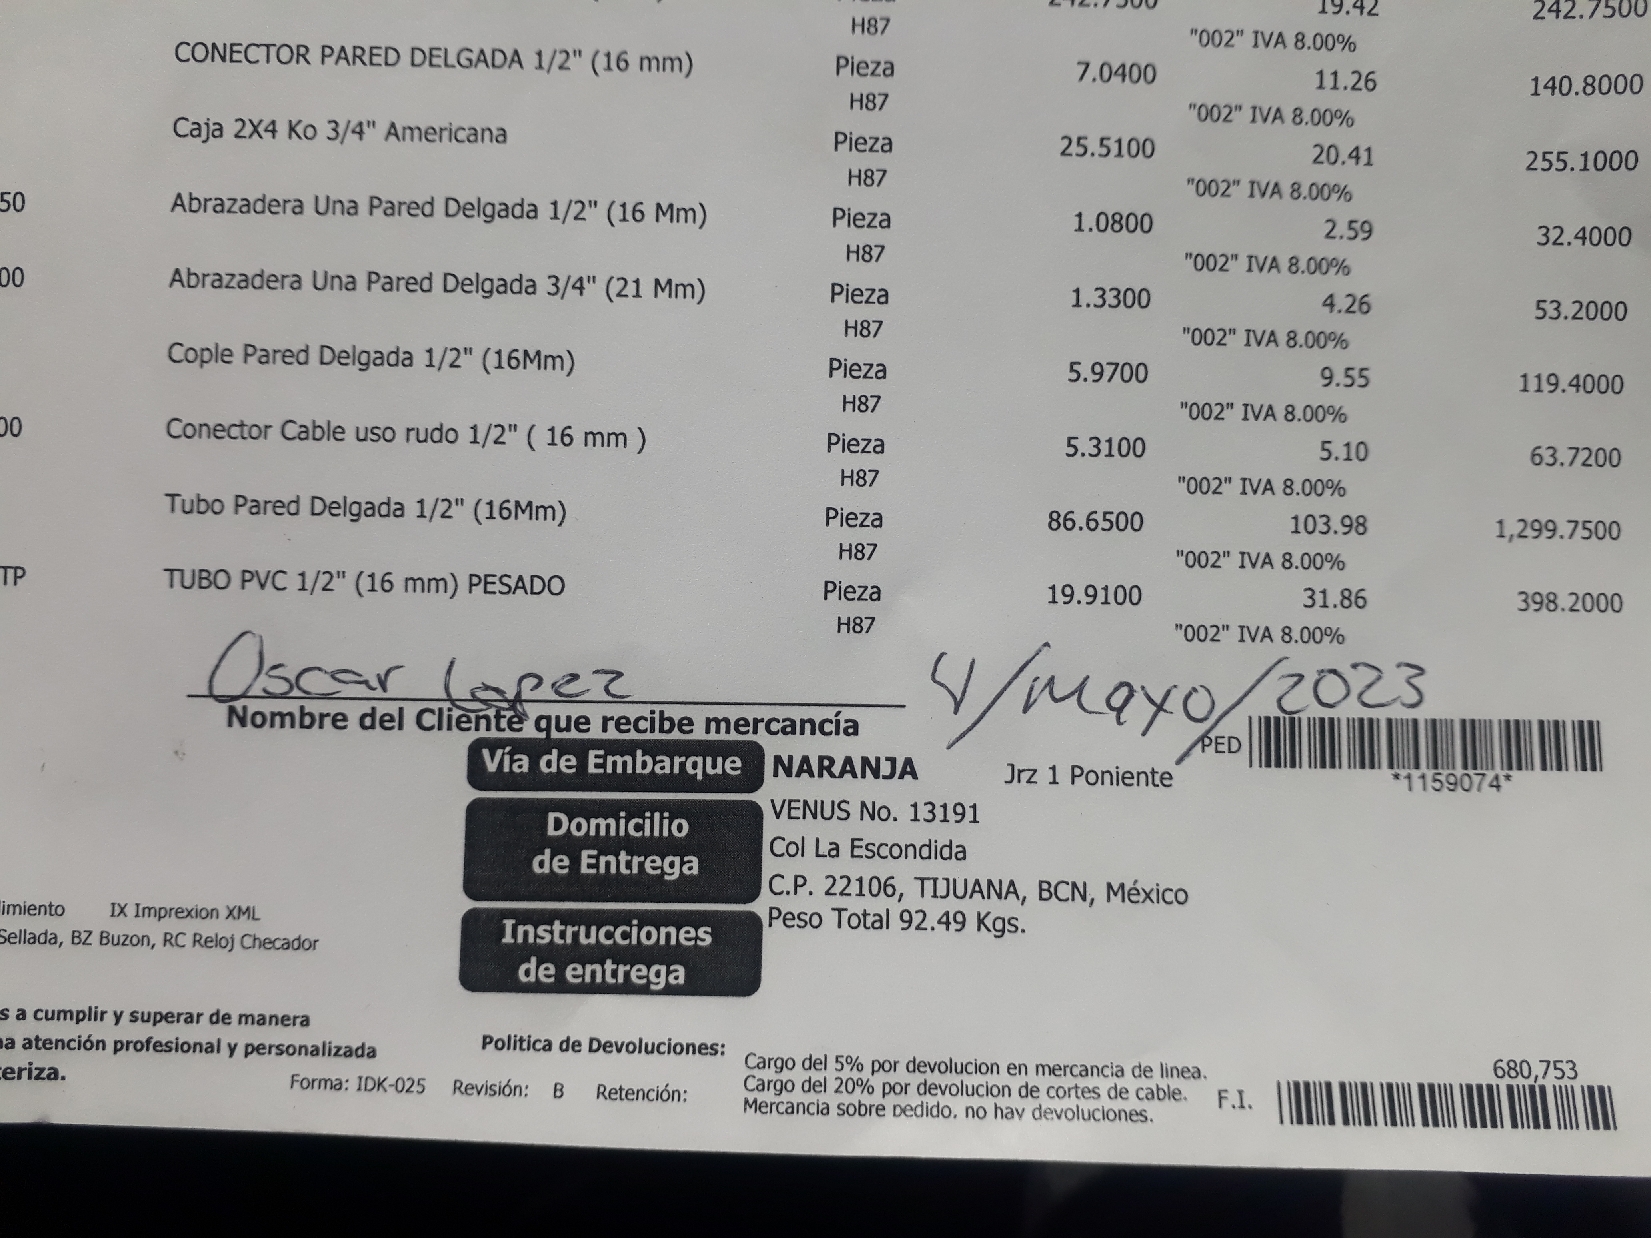 19.42 242.7500
H87 "002" IVA 8.00%
CONECTOR PARED DELGADA 1/2" (16 mm) Pieza 7.0400 11.26 140.8000
H87 "002" IVA 8.00%
Caja 2X4 Ko 3/4" Americana Pieza 25.5100 20.41 255.1000
H87 "002" IVA 8.00%
50 Abrazadera Una Pared Delgada 1/2" (16 Mm) Pieza 1.0800 2.59 32.4000
H87 "002" IVA 8.00%
00 Abrazadera Una Pared Delgada 3/4" (21 Mm) Pieza 1.3300 4.26 53.2000
H87 "002" IVA 8.00%
Cople Pared Delgada 1/2" (16Mm) Pieza 5.9700 9.55 119.4000
H87 "002" IVA 8.00%
00 Conector Cable uso rudo 1/2" ( 16 mm ) Pieza 5.3100 5.10 63.7200
H87 "002" IVA 8.00%
Tubo Pared Delgada 1/2" (16Mm) Pieza 86.6500 103.98 1,299.7500
H87 "002" IVA 8.00%
TP TUBO PVC 1/2" (16 mm) PESADO Pieza 19.9100 31.86 398.2000
H87 "002" IVA 8.00%
Oscar Lopez 4/Mayo/2023
Nombre del Cliente que recibe mercancía
PED
*1159074*
Vía de Embarque NARANJA Jrz 1 Poniente
Domicilio
de Entrega
VENUS No. 13191
Col La Escondida
C.P. 22106, TIJUANA, BCN, México
Peso Total 92.49 Kgs.
Instrucciones
de entrega
imiento IX Imprexion XML
Sellada, BZ Buzon, RC Reloj Checador
s a cumplir y superar de manera
na atención profesional y personalizada
eriza.
Forma: IDK-025 Revisión: B Retención:
Politica de Devoluciones:
Cargo del 5% por devolucion en mercancia de linea.
Cargo del 20% por devolucion de cortes de cable.
Mercancia sobre pedido, no hay devoluciones.
680,753
F.I.